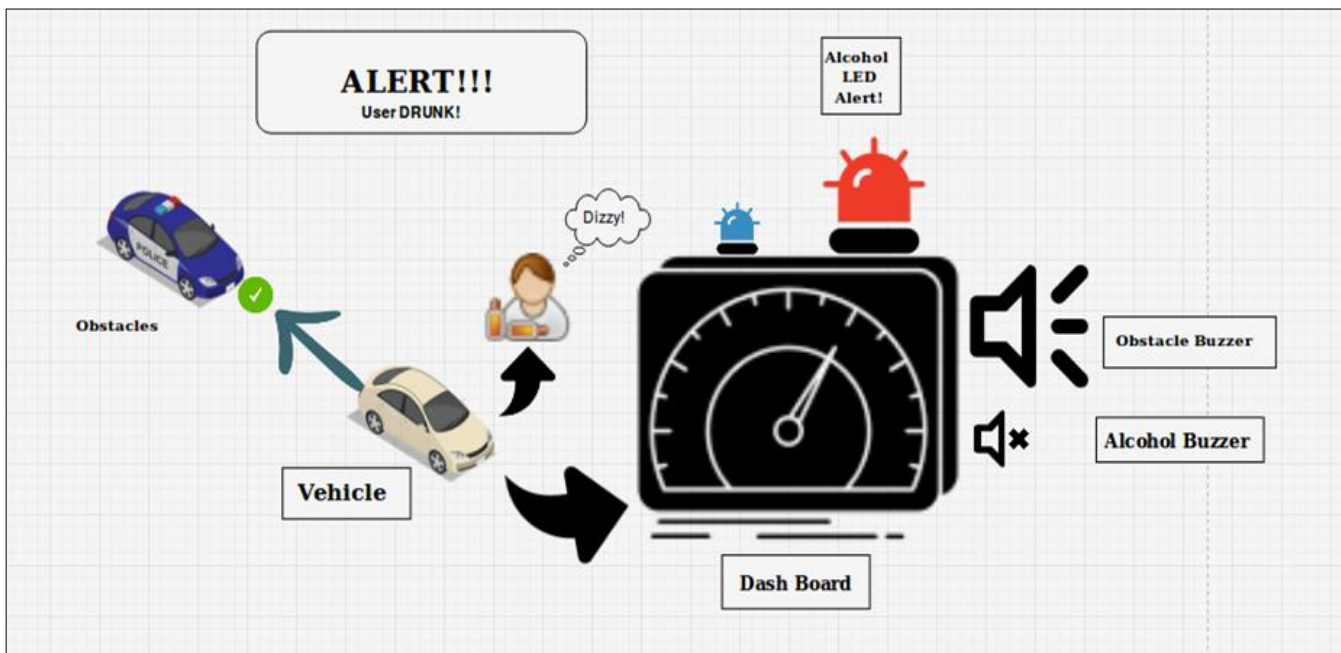 ALERT!!!
User DRUNK!
Alcohol
LED
Alert!
Dizzy!
POLICE
Obstacles
Obstacle Buzzer
Alcohol Buzzer
Vehicle
Dash Board